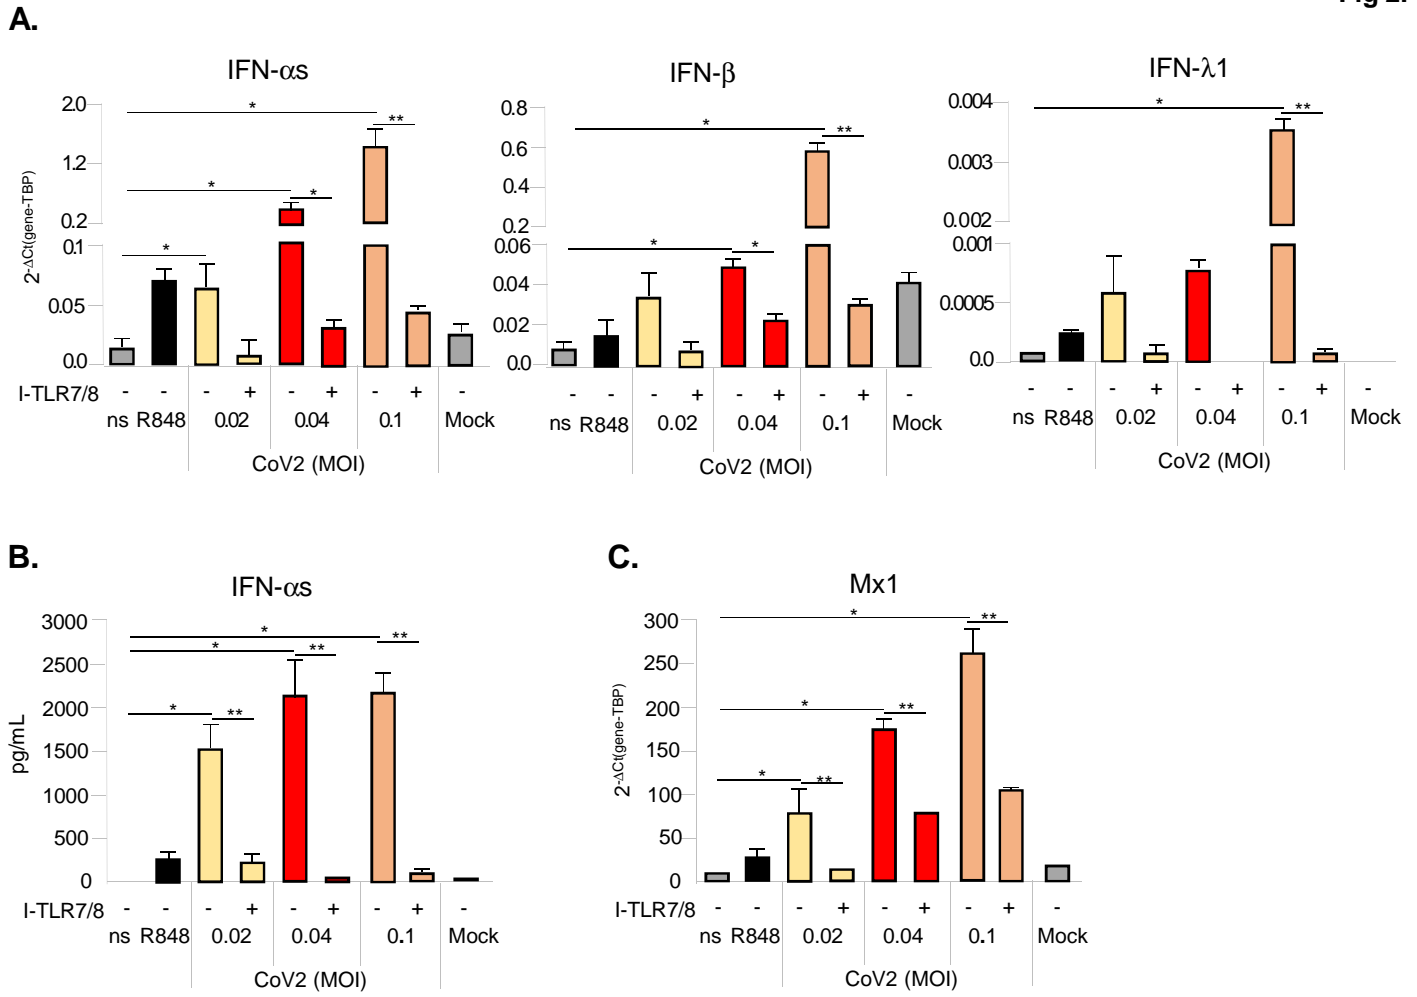 Fig 2.
A.
IFN-αs
2.0
1.2
0.2
0.1
0.05
0.0
2-ΔCt(gene-TBP)
* ** * * *
I-TLR7/8 - - - + - + - + -
ns R848 0.02 0.04 0.1 Mock
CoV2 (MOI)
IFN-β
0.8
0.6
0.4
0.2
0.06
0.04
0.02
0.0
* ** * *
- - - + - + - + -
ns R848 0.02 0.04 0.1 Mock
CoV2 (MOI)
IFN-λ1
0.004
0.003
0.002
0.001
0.0005
0.0
* **
- - - + - + - + -
ns R848 0.02 0.04 0.1 Mock
CoV2 (MOI)
B.
IFN-αs
3000
2500
2000
1500
1000
500
0
pg/mL
* ** * ** * **
I-TLR7/8 - - - + - + - + -
ns R848 0.02 0.04 0.1 Mock
CoV2 (MOI)
C.
Mx1
300
250
200
150
100
50
0
2-ΔCt(gene-TBP)
* ** * ** * **
I-TLR7/8 - - - + - + - + -
ns R848 0.02 0.04 0.1 Mock
CoV2 (MOI)